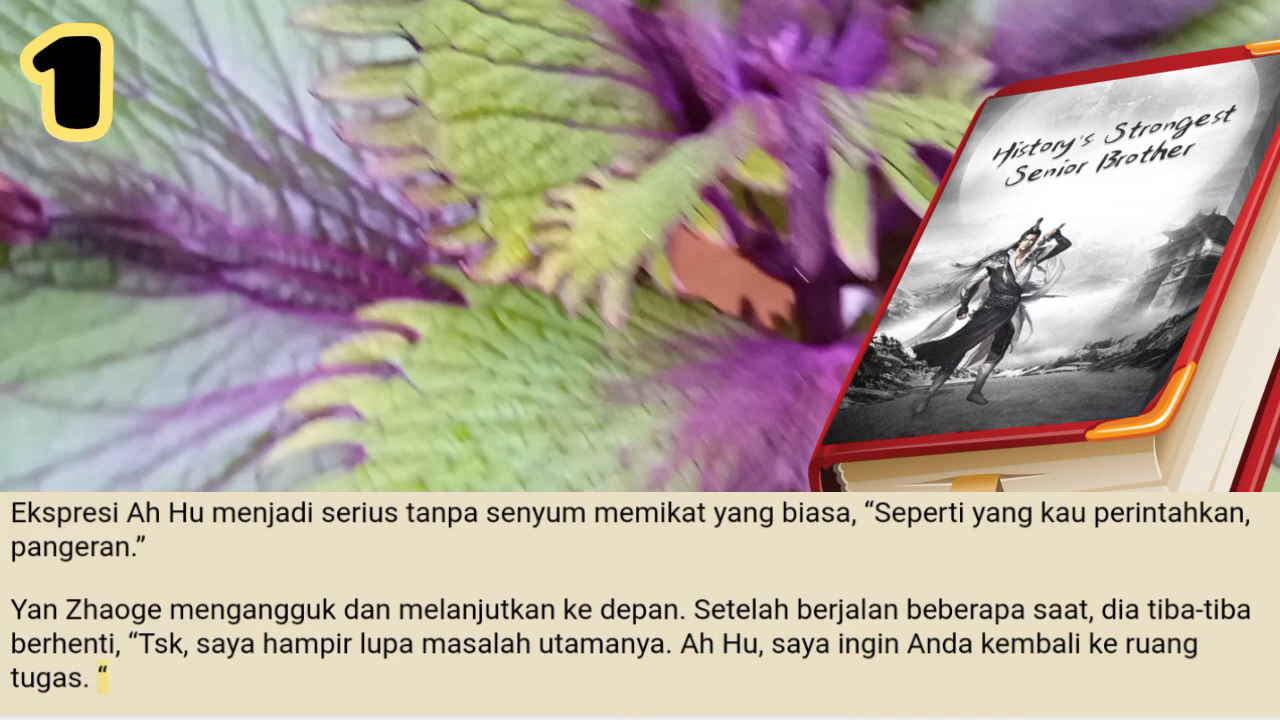 1
History's Strongest
Senior Brother
Ekspresi Ah Hu menjadi serius tanpa senyum memikat yang biasa, “Seperti yang kau perintahkan,
pangeran.”
Yan Zhaoge mengangguk dan melanjutkan ke depan. Setelah berjalan beberapa saat, dia tiba-tiba
berhenti, “Tsk, saya hampir lupa masalah utamanya. Ah Hu, saya ingin Anda kembali ke ruang
tugas. “